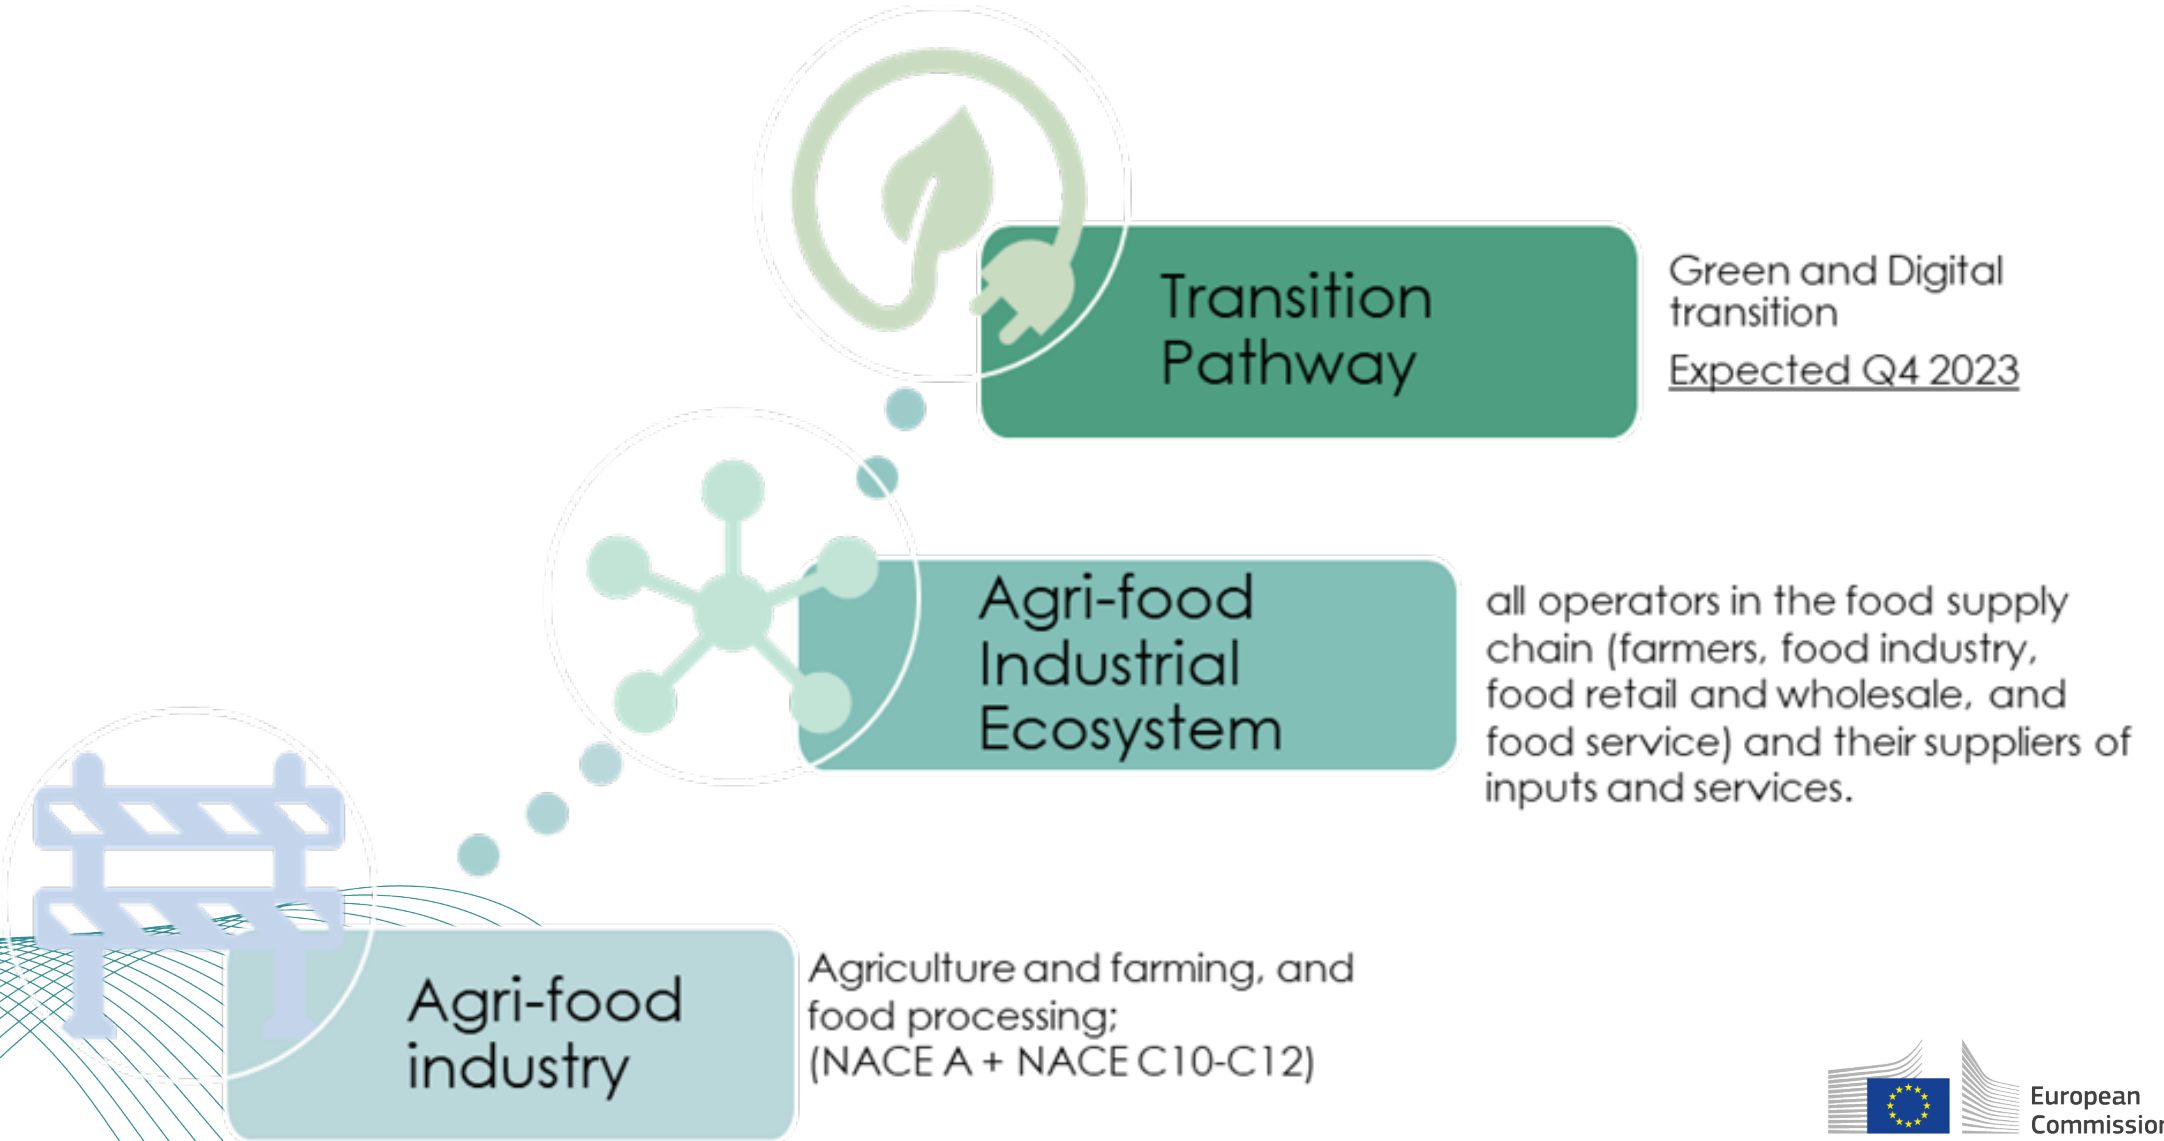 Transition
Pathway
Green and Digital
transition
Expected Q4 2023
Agri-food
Industrial
Ecosystem
all operators in the food supply
chain (farmers, food industry,
food retail and wholesale, and
food service) and their suppliers of
inputs and services.
Agri-food
industry
Agriculture and farming, and
food processing;
(NACE A + NACE C10-C12)
European
Commission